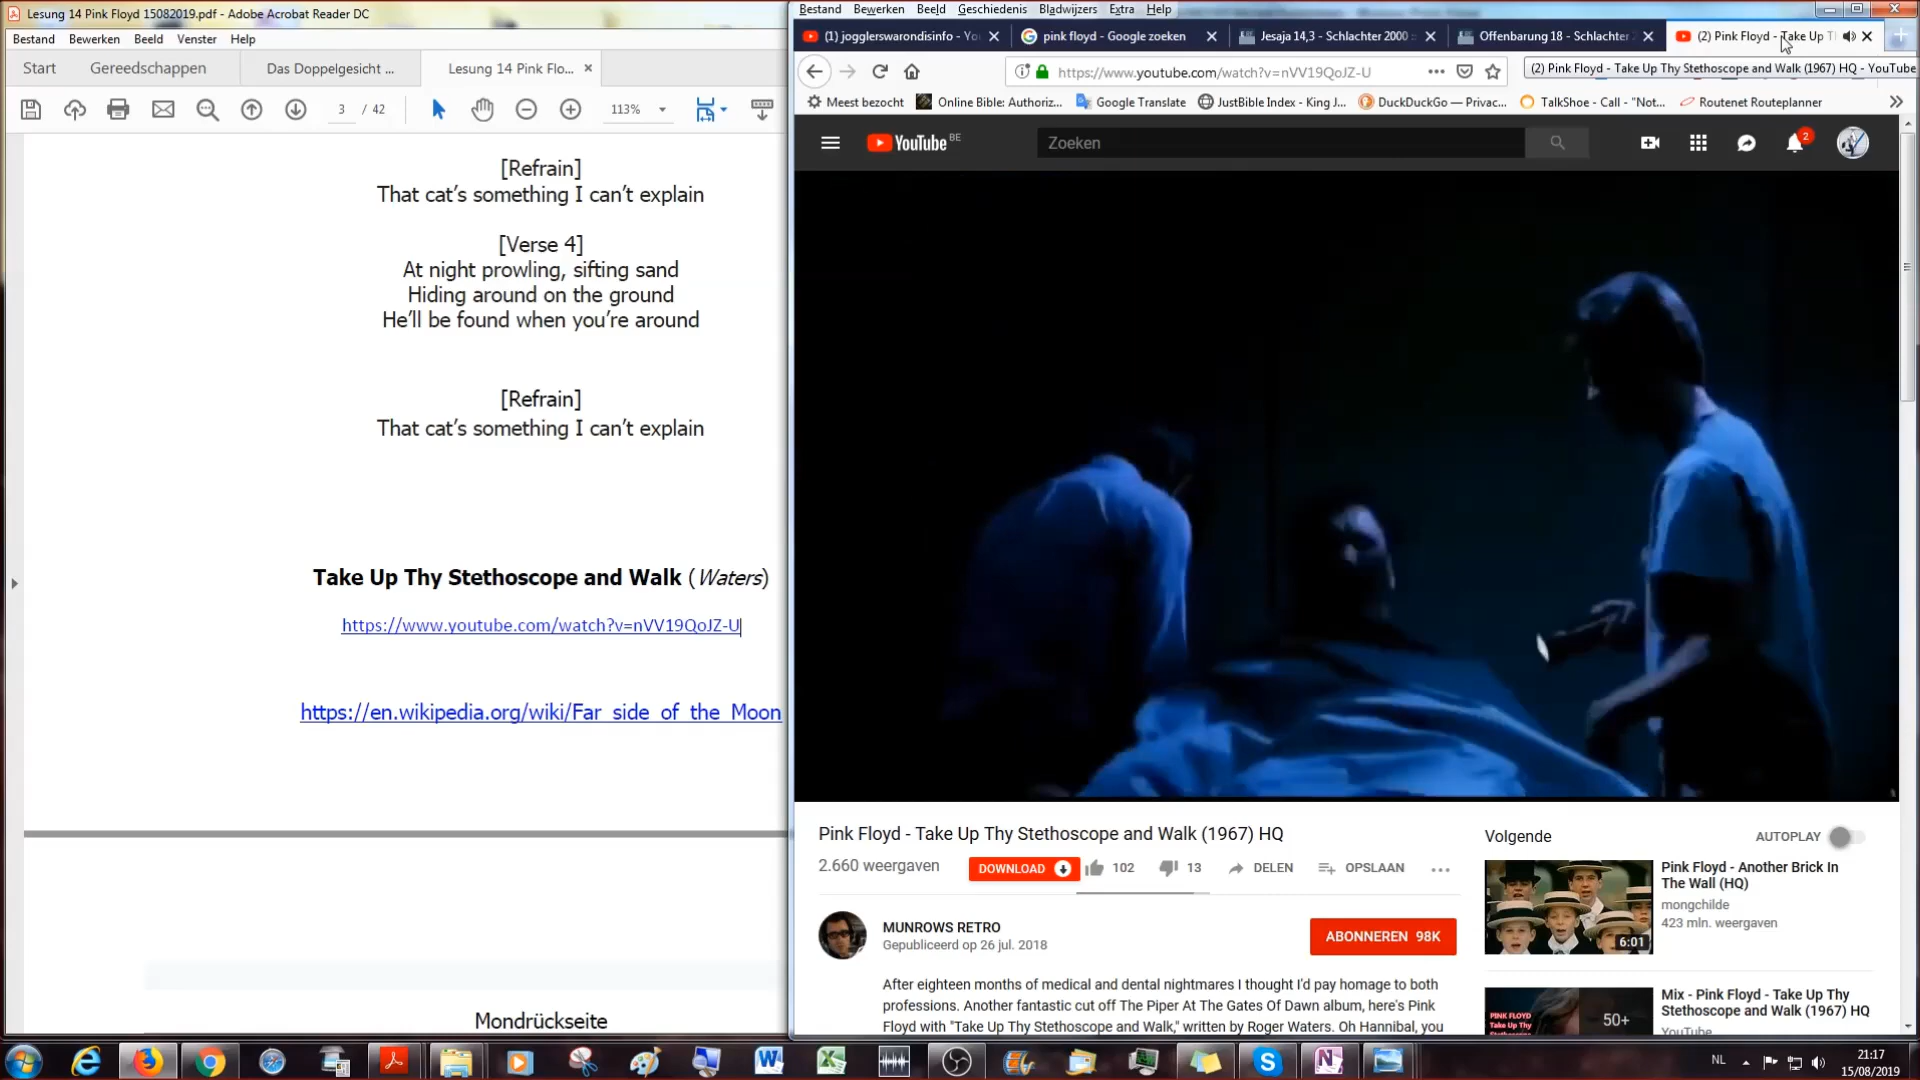 Lesung 14 Pink Floyd 15082019.pdf - Adobe Acrobat Reader DC
Bestand Bewerken Beeld Venster Help
Start Gereedschappen Das Doppelgesicht ... Lesung 14 Pink Flo...
3 / 42 113%
[Refrain]
That cat's something I can't explain
[Verse 4]
At night prowling, sifting sand
Hiding around on the ground
He'll be found when you're around
[Refrain]
That cat's something I can't explain
Take Up Thy Stethoscope and Walk (Waters)
https://www.youtube.com/watch?v=nVV19QoJZ-U
https://en.wikipedia.org/wiki/Far_side_of_the_Moon
Mondrückseite
Bestand Bewerken Beeld Geschiedenis Bladwijzers Extra Help
(1) jogglerswarondisinfo - Yo
pink floyd - Google zoeken
Jesaja 14,3 - Schlachter 2000
Offenbarung 18 - Schlachter
(2) Pink Floyd - Take Up T
https://www.youtube.com/watch?v=nVV19QoJZ-U
(2) Pink Floyd - Take Up Thy Stethoscope and Walk (1967) HQ - YouTube
Meest bezocht Online Bible: Authoriz... Google Translate JustBible Index - King J... DuckDuckGo — Privac... TalkShoe - Call - "Not... Routenet Routeplanner
YouTube BE
Zoeken
2
Pink Floyd - Take Up Thy Stethoscope and Walk (1967) HQ
2.660 weergaven DOWNLOAD 102 13 DELEN OPSLAAN
MUNROWS RETRO
Gepubliceerd op 26 jul. 2018
ABONNEREN 98K
After eighteen months of medical and dental nightmares I thought I'd pay homage to both
professions. Another fantastic cut off The Piper At The Gates Of Dawn album, here's Pink
Floyd with "Take Up Thy Stethoscope and Walk," written by Roger Waters. Oh Hannibal, you
Volgende AUTOPLAY
Pink Floyd - Another Brick In
The Wall (HQ)
mongchilde
423 mln. weergaven
6:01
Mix - Pink Floyd - Take Up Thy
Stethoscope and Walk (1967) HQ
YouTube
PINK FLOYD
Take Up Thy
50+
NL
21:17
15/08/2019